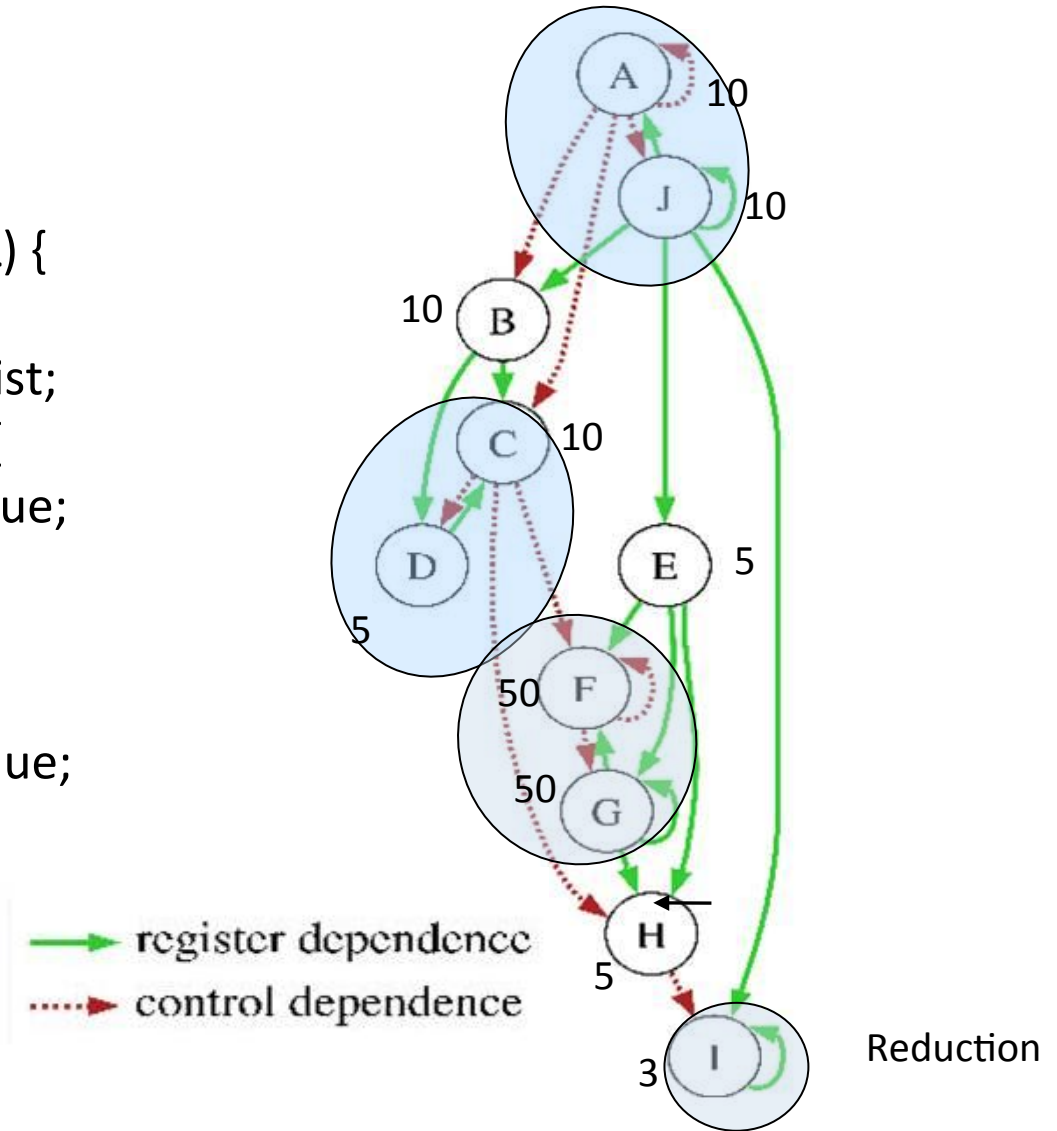 A
10
) {
J
10
10
B
ist;
C
10
ue;
D
E
5
5
F
50
ue;
G
50
H
register dependence
5
control dependence
I
3
Reduction